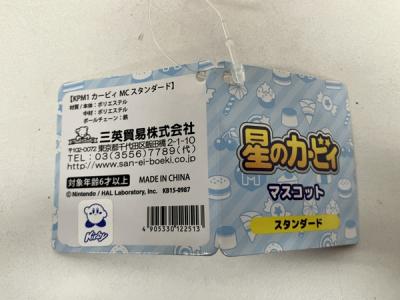 【KPM1 カービィ MC スタンダード】
材質/本体:ポリエステル
中材:ポリエステル
ボールチェーン:鉄
三英貿易株式会社
〒102-0072 東京都千代田区飯田橋2-1-10
TEL:03(3556)7789(代)
http://www.san-ei-boeki.co.jp
対象年齢6才以上 MADE IN CHINA
© Nintendo / HAL Laboratory, Inc. KB15-0987
Kirby
4 905330 122513
星のカービィ
マスコット
スタンダード